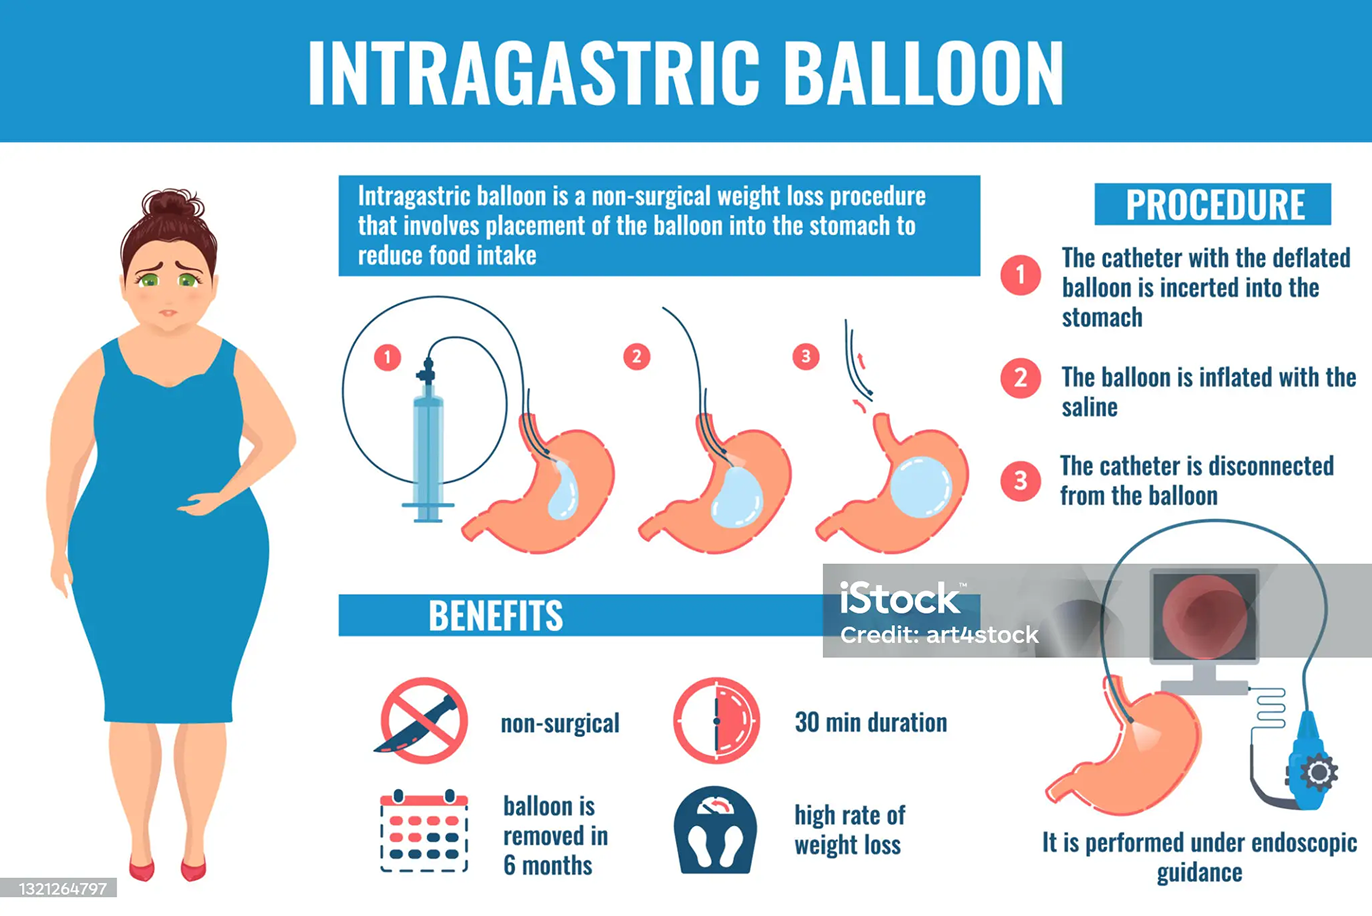 INTRAGASTRIC BALLOON
Intragastric balloon is a non-surgical weight loss procedure
that involves placement of the balloon into the stomach to
reduce food intake
1
2
3
PROCEDURE
1
The catheter with the deflated
balloon is incerted into the
stomach
2
The balloon is inflated with the
saline
3
The catheter is disconnected
from the balloon
BENEFITS
non-surgical
30 min duration
balloon is
removed in
6 months
high rate of
weight loss
It is performed under endoscopic
guidance
iStock™
Credit: art4stock
1321264797